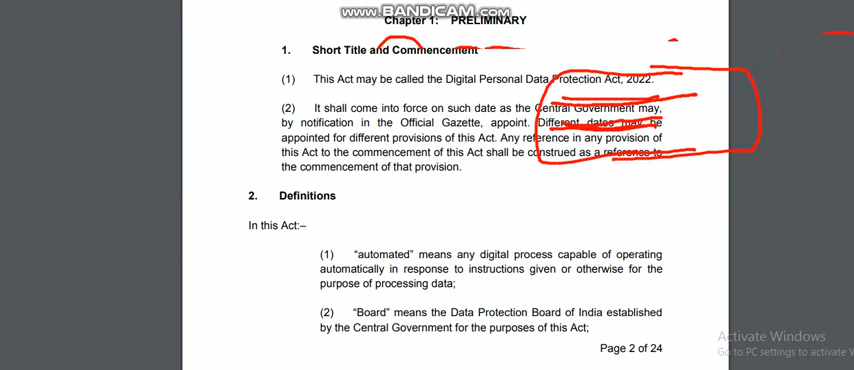 www.BANDICAM.com
Chapter 1: PRELIMINARY
1. Short Title and Commencement
(1) This Act may be called the Digital Personal Data Protection Act, 2022.
(2) It shall come into force on such date as the Central Government may,
by notification in the Official Gazette, appoint. Different dates may be
appointed for different provisions of this Act. Any reference in any provision of
this Act to the commencement of this Act shall be construed as a reference to
the commencement of that provision.
2. Definitions
In this Act:–
(1) “automated” means any digital process capable of operating
automatically in response to instructions given or otherwise for the
purpose of processing data;
(2) “Board” means the Data Protection Board of India established
by the Central Government for the purposes of this Act;
Page 2 of 24
Activate Windows
Go to PC settings to activate W